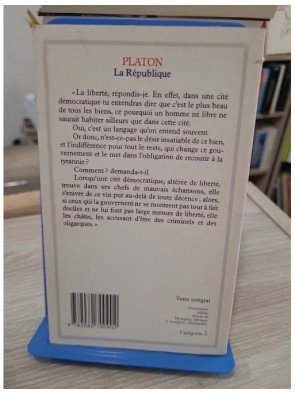 PLATON
La République
« La liberté, répondis-je. En effet, dans une cité
démocratique tu entendras dire que c'est le plus beau
de tous les biens, ce pourquoi un homme né libre ne
saurait habiter ailleurs que dans cette cité.
Oui, c'est un langage qu'on entend souvent.
Or donc, n'est-ce-pas le désir insatiable de ce bien,
et l'indifférence pour tout le reste, qui change ce gou-
vernement et le met dans l'obligation de recourir à la
tyrannie ?
Comment ? demanda-t-il.
Lorsqu'une cité démocratique, altérée de liberté,
trouve dans ses chefs de mauvais échansons, elle
s'enivre de ce vin pur au-delà de toute décence; alors,
si ceux qui la gouvernent ne se montrent pas tout à fait
dociles et ne lui font pas large mesure de liberté, elle
les châtie, les accusant d'être des criminels et des
oligarques. »
Texte intégral
Catégorie 5